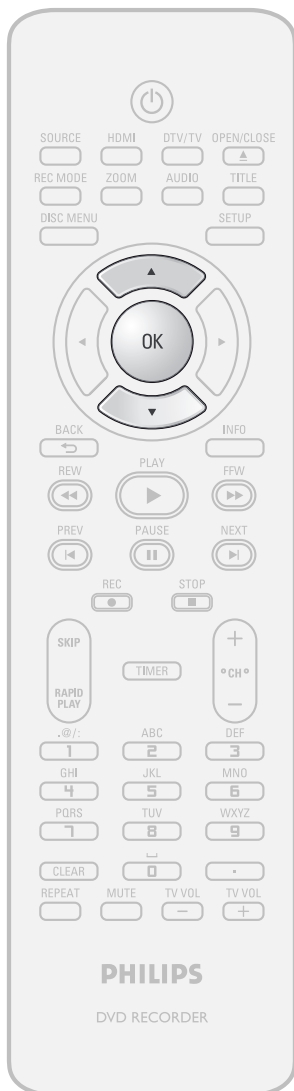 SOURCE HDMI DTV/TV OPEN/CLOSE
REC MODE ZOOM AUDIO TITLE
DISC MENU SETUP
OK
BACK INFO
REW PLAY FFW
PREV PAUSE NEXT
REC STOP
SKIP
RAPID
PLAY
TIMER
+
CH
−
.@/: ABC DEF
1 2 3
GHI JKL MNO
4 5 6
PQRS TUV WXYZ
7 8 9
CLEAR 0 .
REPEAT MUTE TV VOL TV VOL
− +
PHILIPS
DVD RECORDER